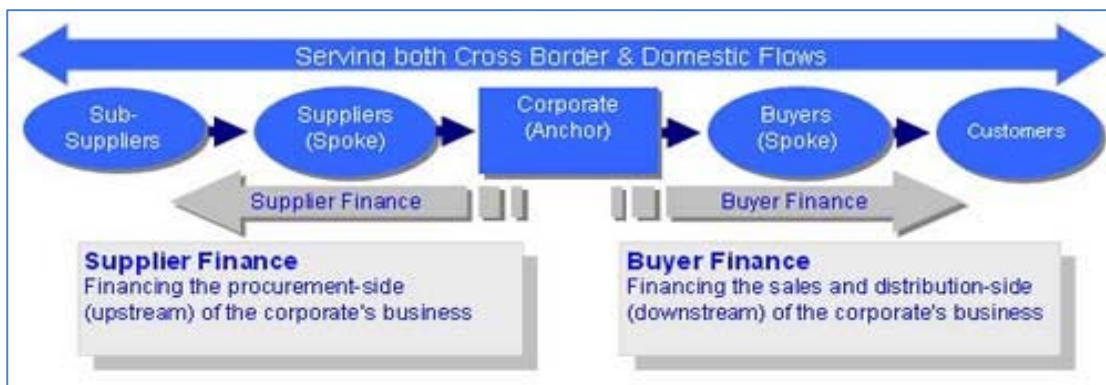 Serving both Cross Border & Domestic Flows
Sub-
Suppliers
Suppliers
(Spoke)
Corporate
(Anchor)
Buyers
(Spoke)
Customers
Supplier Finance
Buyer Finance
Supplier Finance
Financing the procurement-side
(upstream) of the corporate's business
Buyer Finance
Financing the sales and distribution-side
(downstream) of the corporate's business